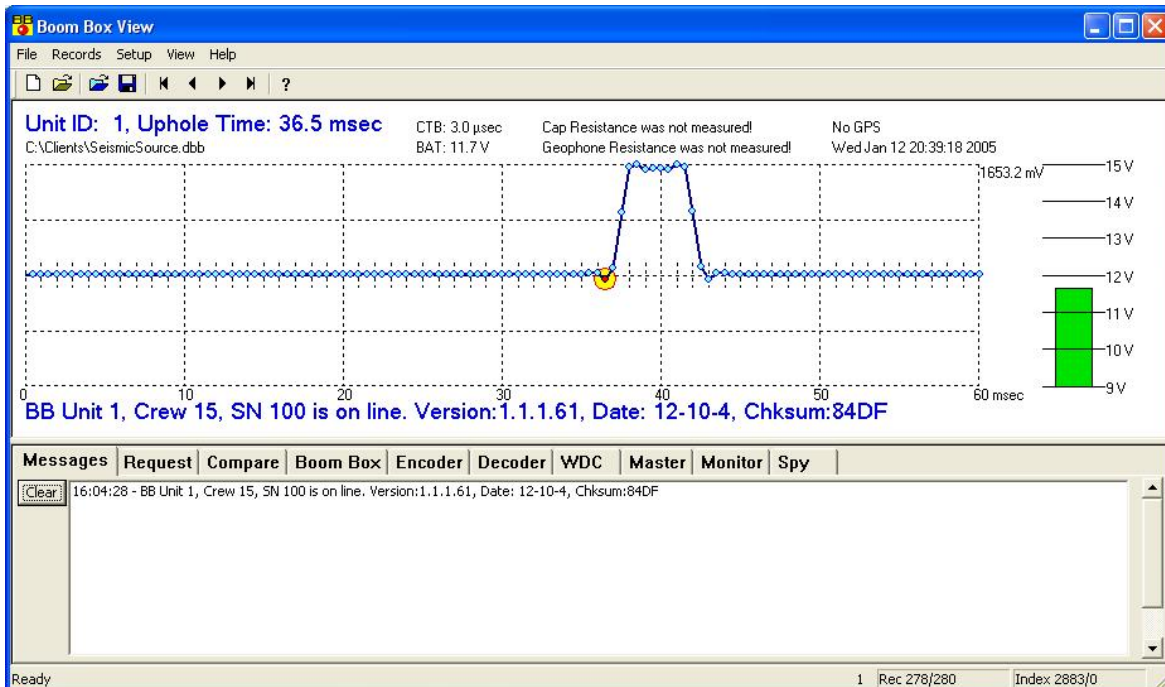 Boom Box View
File Records Setup View Help
?
Unit ID: 1, Uphole Time: 36.5 msec
CTB: 3.0 µsec
Cap Resistance was not measured!
No GPS
C:\Clients\SeismicSource.dbb
BAT: 11.7 V
Geophone Resistance was not measured!
Wed Jan 12 20:39:18 2005
1653.2 mV
15 V
14 V
13 V
12 V
11 V
10 V
9 V
0 10 20 30 40 50 60 msec
BB Unit 1, Crew 15, SN 100 is on line. Version:1.1.1.61, Date: 12-10-4, Chksum:84DF
Messages Request Compare Boom Box Encoder Decoder WDC Master Monitor Spy
Clear
16:04:28 - BB Unit 1, Crew 15, SN 100 is on line. Version:1.1.1.61, Date: 12-10-4, Chksum:84DF
Ready
1 Rec 278/280 Index 2883/0